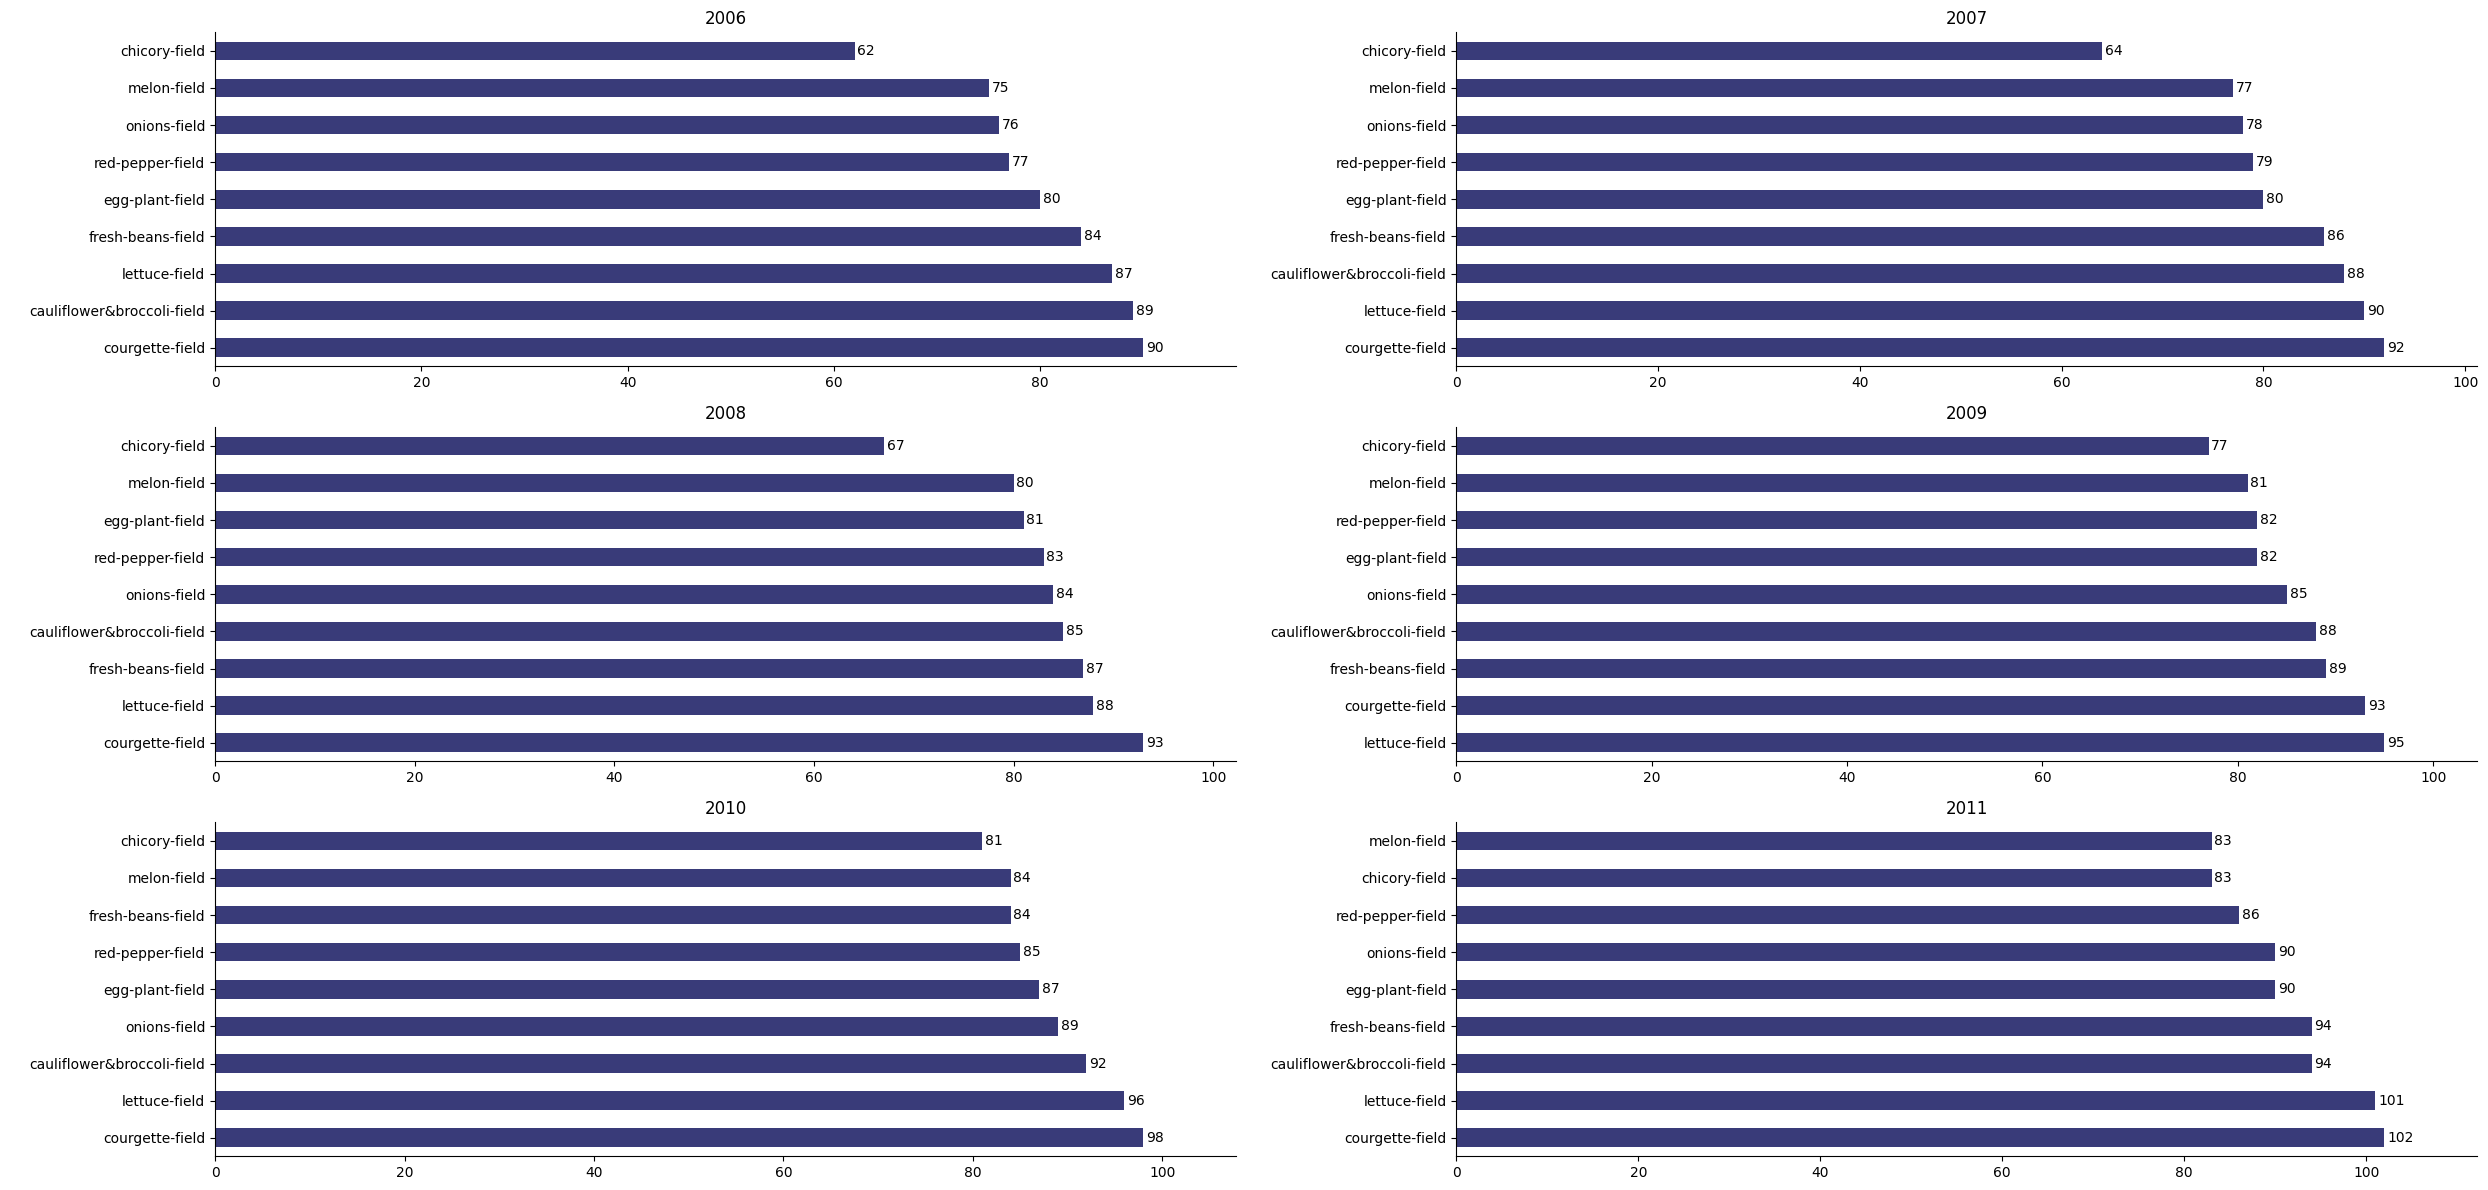 2006
chicory-field 62
melon-field 75
onions-field 76
red-pepper-field 77
egg-plant-field 80
fresh-beans-field 84
lettuce-field 87
cauliflower&broccoli-field 89
courgette-field 90
0 20 40 60 80
2007
chicory-field 64
melon-field 77
onions-field 78
red-pepper-field 79
egg-plant-field 80
fresh-beans-field 86
cauliflower&broccoli-field 88
lettuce-field 90
courgette-field 92
0 20 40 60 80 100
2008
chicory-field 67
melon-field 80
egg-plant-field 81
red-pepper-field 83
onions-field 84
cauliflower&broccoli-field 85
fresh-beans-field 87
lettuce-field 88
courgette-field 93
0 20 40 60 80 100
2009
chicory-field 77
melon-field 81
red-pepper-field 82
egg-plant-field 82
onions-field 85
cauliflower&broccoli-field 88
fresh-beans-field 89
courgette-field 93
lettuce-field 95
0 20 40 60 80 100
2010
chicory-field 81
melon-field 84
fresh-beans-field 84
red-pepper-field 85
egg-plant-field 87
onions-field 89
cauliflower&broccoli-field 92
lettuce-field 96
courgette-field 98
0 20 40 60 80 100
2011
melon-field 83
chicory-field 83
red-pepper-field 86
onions-field 90
egg-plant-field 90
fresh-beans-field 94
cauliflower&broccoli-field 94
lettuce-field 101
courgette-field 102
0 20 40 60 80 100